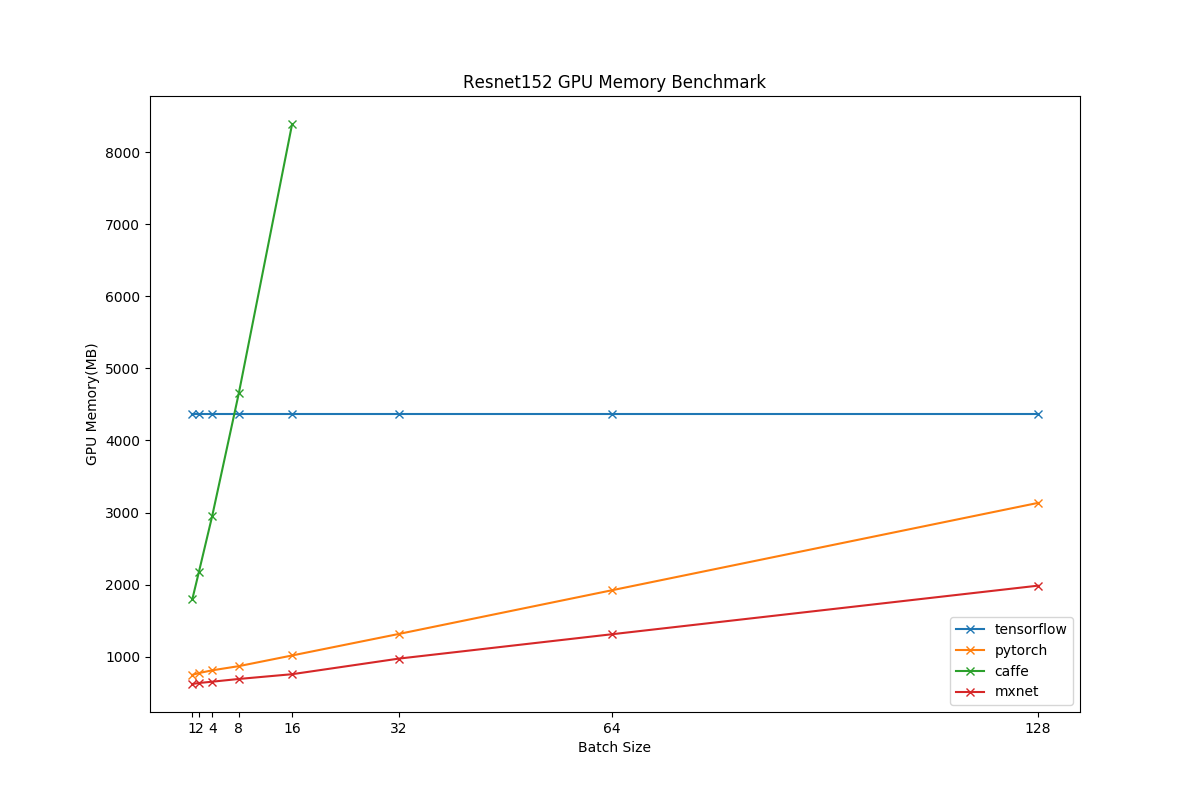 Resnet152 GPU Memory Benchmark
8000
7000
6000
5000
4000
3000
2000
1000
GPU Memory(MB)
tensorflow
pytorch
caffe
mxnet
1 2 4 8 16 32 64 128
Batch Size